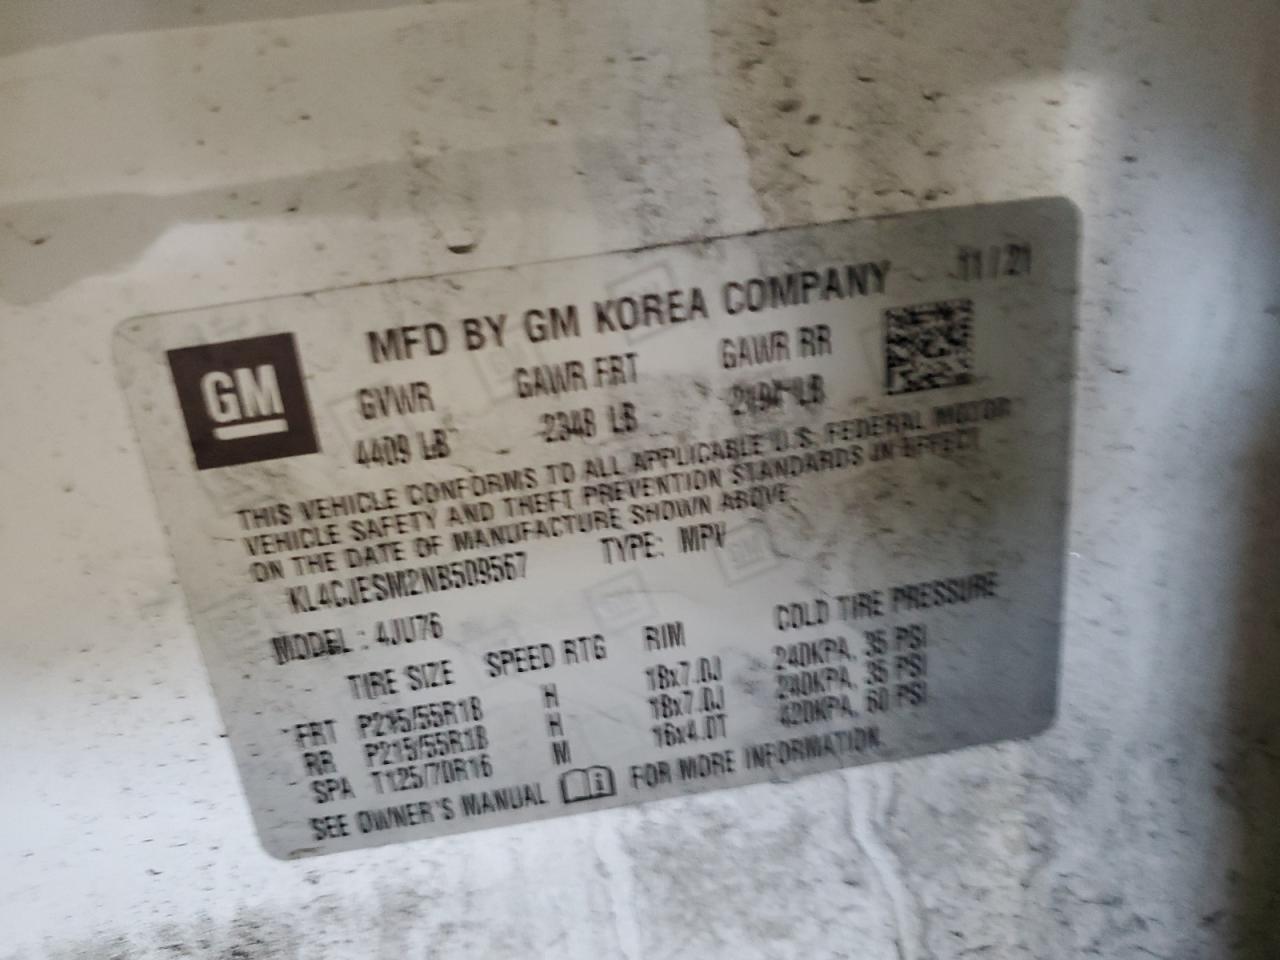 MFD BY GM KOREA COMPANY 11/21
GM
GVWR GAWR FRT GAWR RR
4409 LB 2348 LB 2194 LB
THIS VEHICLE CONFORMS TO ALL APPLICABLE U.S. FEDERAL MOTOR
VEHICLE SAFETY AND THEFT PREVENTION STANDARDS IN EFFECT
ON THE DATE OF MANUFACTURE SHOWN ABOVE.
KL4CJESM2NB509567 TYPE: MPV
MODEL: 4JU76
TIRE SIZE SPEED RTG RIM COLD TIRE PRESSURE
FRT P215/55R18 H 18x7.0J 240KPA, 35 PSI
RR P215/55R18 H 18x7.0J 240KPA, 35 PSI
SPA T125/70R16 M 16x4.0T 420KPA, 60 PSI
SEE OWNER'S MANUAL FOR MORE INFORMATION.